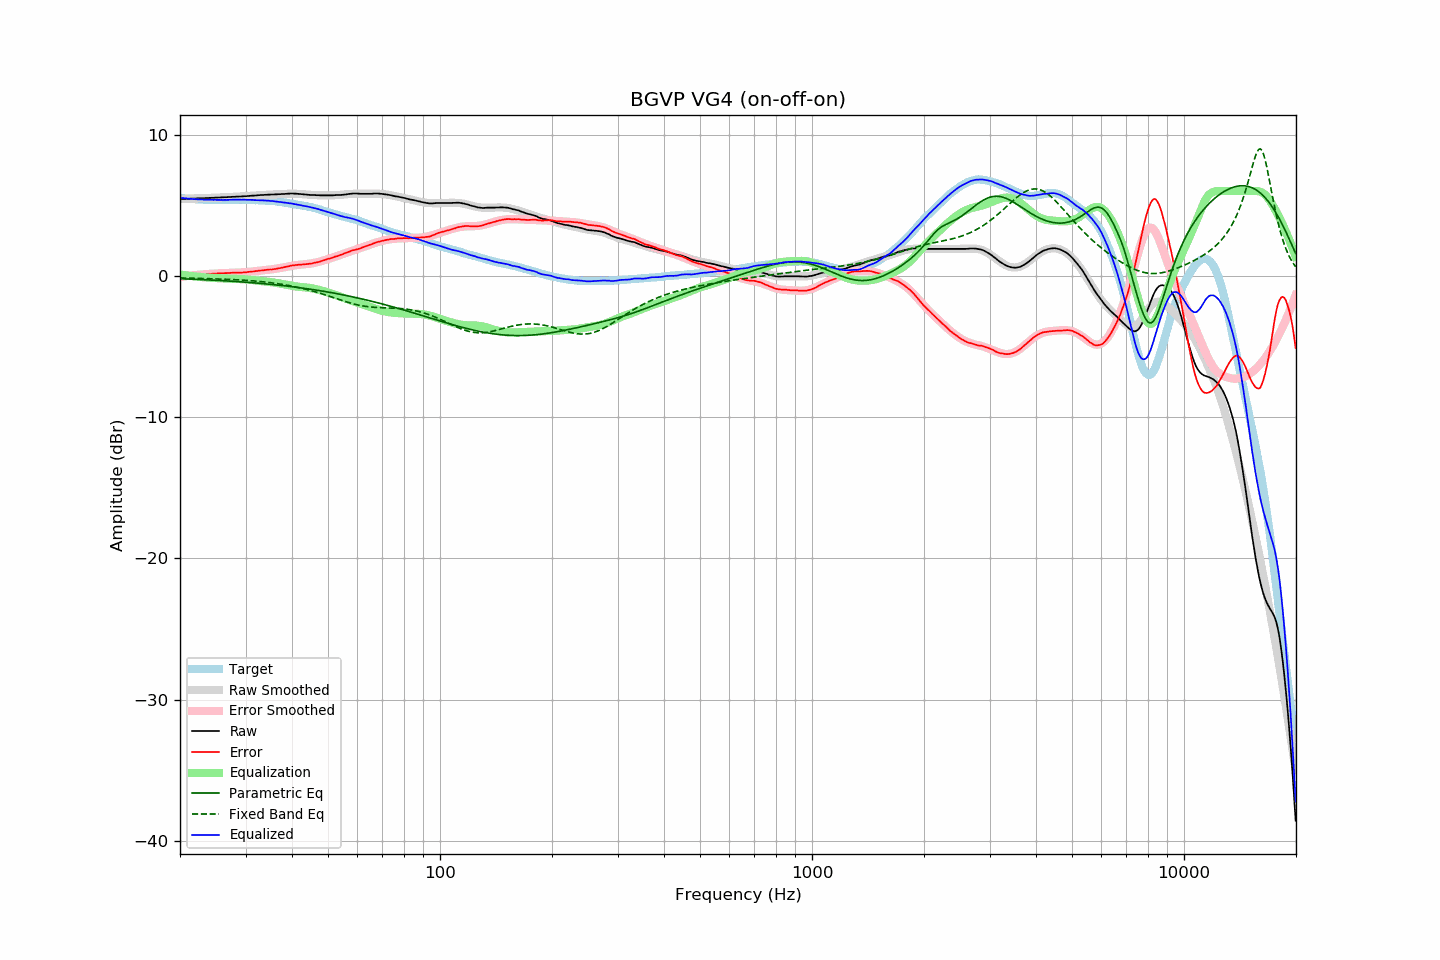 BGVP VG4 (on-off-on)
10
0
−10
−20
−30
−40
Amplitude (dBr)
Target
Raw Smoothed
Error Smoothed
Raw
Error
Equalization
Parametric Eq
Fixed Band Eq
Equalized
100
1000
10000
Frequency (Hz)